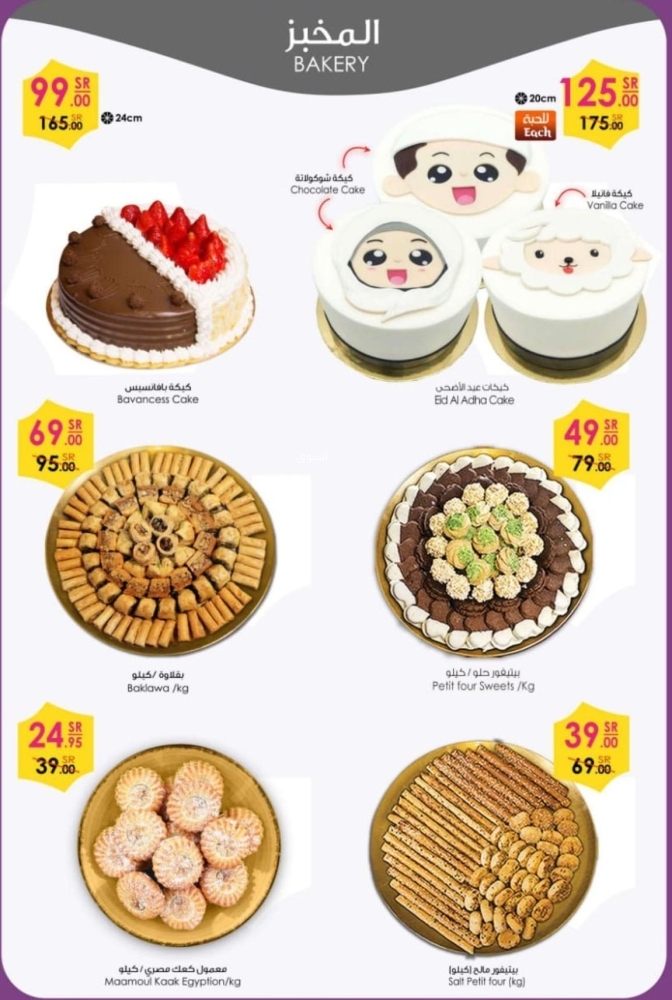 المخبز
BAKERY
99.00 SR
165.00 SR
24cm
20cm
للحبة
Each
125.00 SR
175.00 SR
كيكة شوكولاتة
Chocolate Cake
كيكة فانيلا
Vanilla Cake
كيكة بافانسيس
Bavancess Cake
كيكات عيد الأضحى
Eid Al Adha Cake
69.00 SR
95.00 SR
49.00 SR
79.00 SR
بقلاوة /كيلو
Baklawa /kg
بيتيفور حلو / كيلو
Petit four Sweets /Kg
24.95 SR
39.00 SR
39.00 SR
69.00 SR
معمول كعك مصري / كيلو
Maamoul Kaak Egyption/kg
بيتيفور مالح (كيلو)
Salt Petit four (kg)